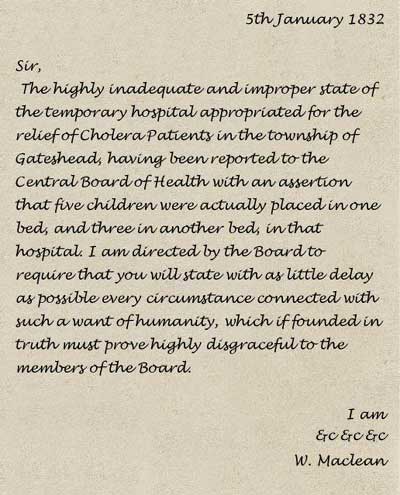 5th January 1832
Sir,
The highly inadequate and improper state of
the temporary hospital appropriated for the
relief of Cholera Patients in the township of
Gateshead, having been reported to the
Central Board of Health with an assertion
that five children were actually placed in one
bed, and three in another bed, in that
hospital. I am directed by the Board to
require that you will state with as little delay
as possible every circumstance connected with
such a want of humanity, which if founded in
truth must prove highly disgraceful to the
members of the Board.
I am
&c &c &c
W. Maclean